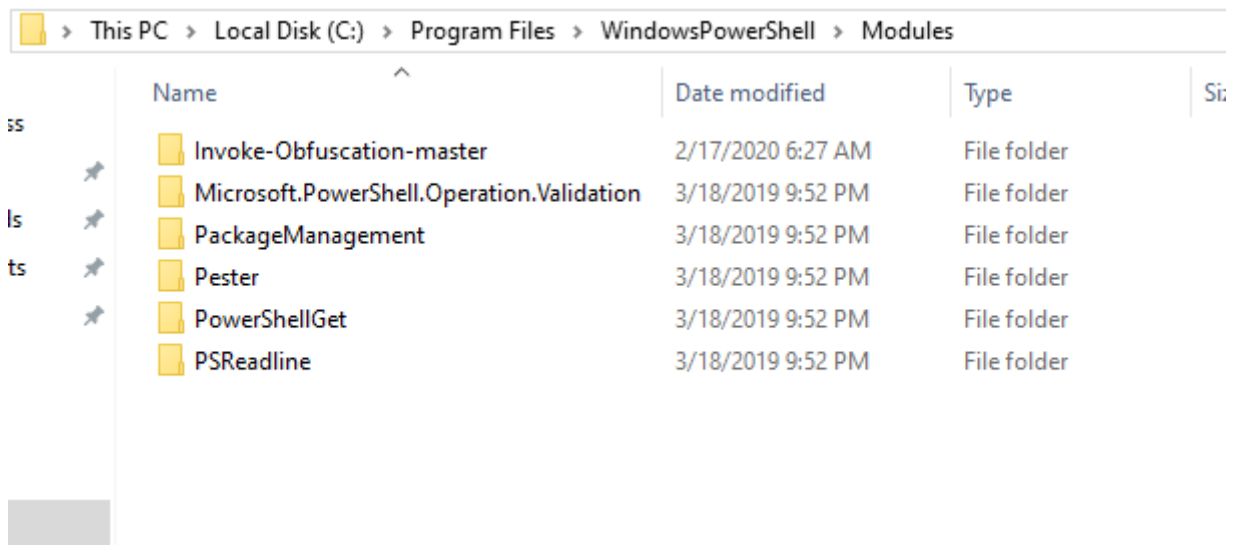 This PC > Local Disk (C:) > Program Files > WindowsPowerShell > Modules
Name Date modified Type
Invoke-Obfuscation-master 2/17/2020 6:27 AM File folder
Microsoft.PowerShell.Operation.Validation 3/18/2019 9:52 PM File folder
PackageManagement 3/18/2019 9:52 PM File folder
Pester 3/18/2019 9:52 PM File folder
PowerShellGet 3/18/2019 9:52 PM File folder
PSReadline 3/18/2019 9:52 PM File folder